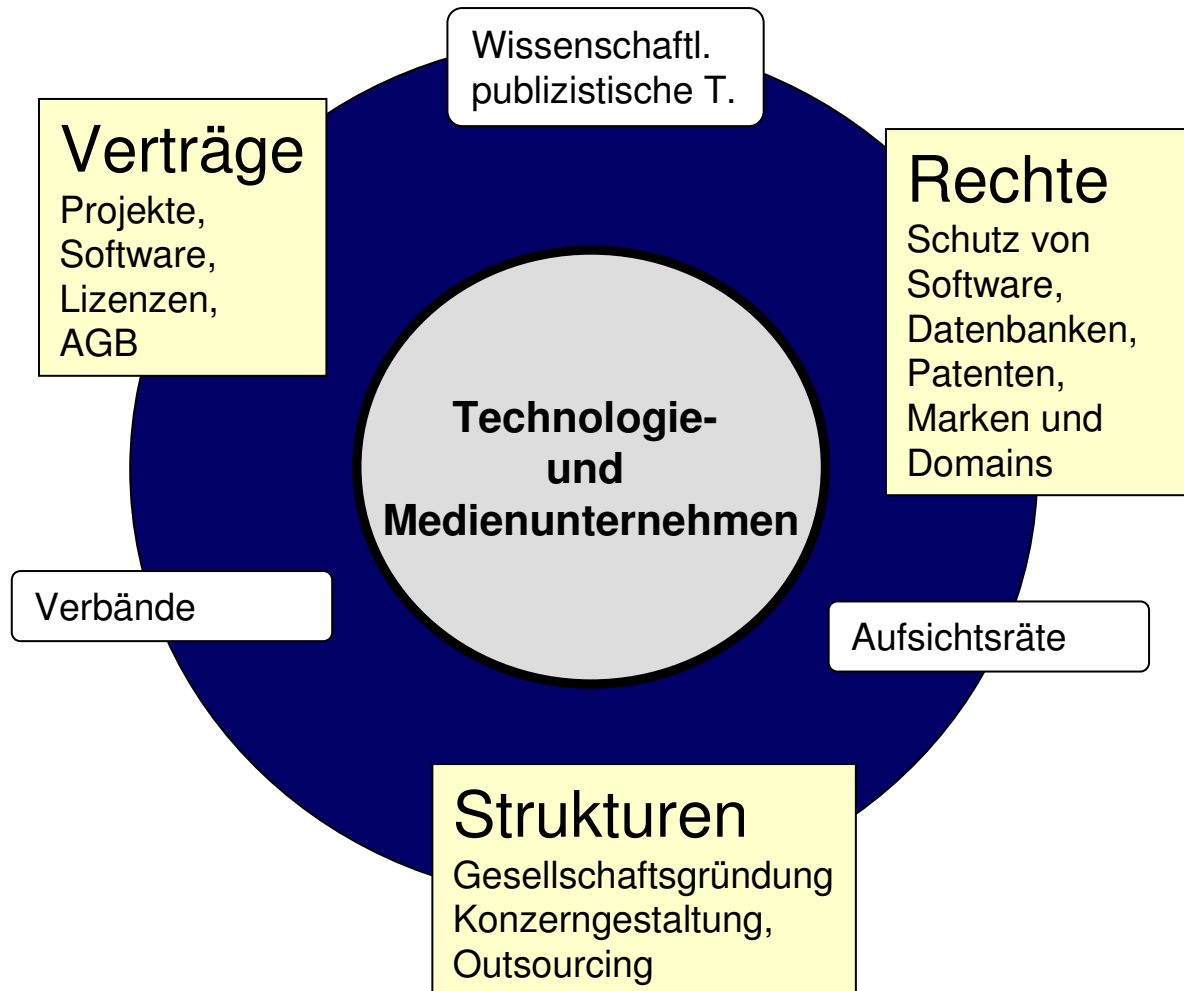 Wissenschaftl.
publizistische T.
Verträge
Projekte,
Software,
Lizenzen,
AGB
Rechte
Schutz von
Software,
Datenbanken,
Patenten,
Marken und
Domains
Technologie-
und
Medienunternehmen
Verbände
Aufsichtsräte
Strukturen
Gesellschaftsgründung
Konzerngestaltung,
Outsourcing